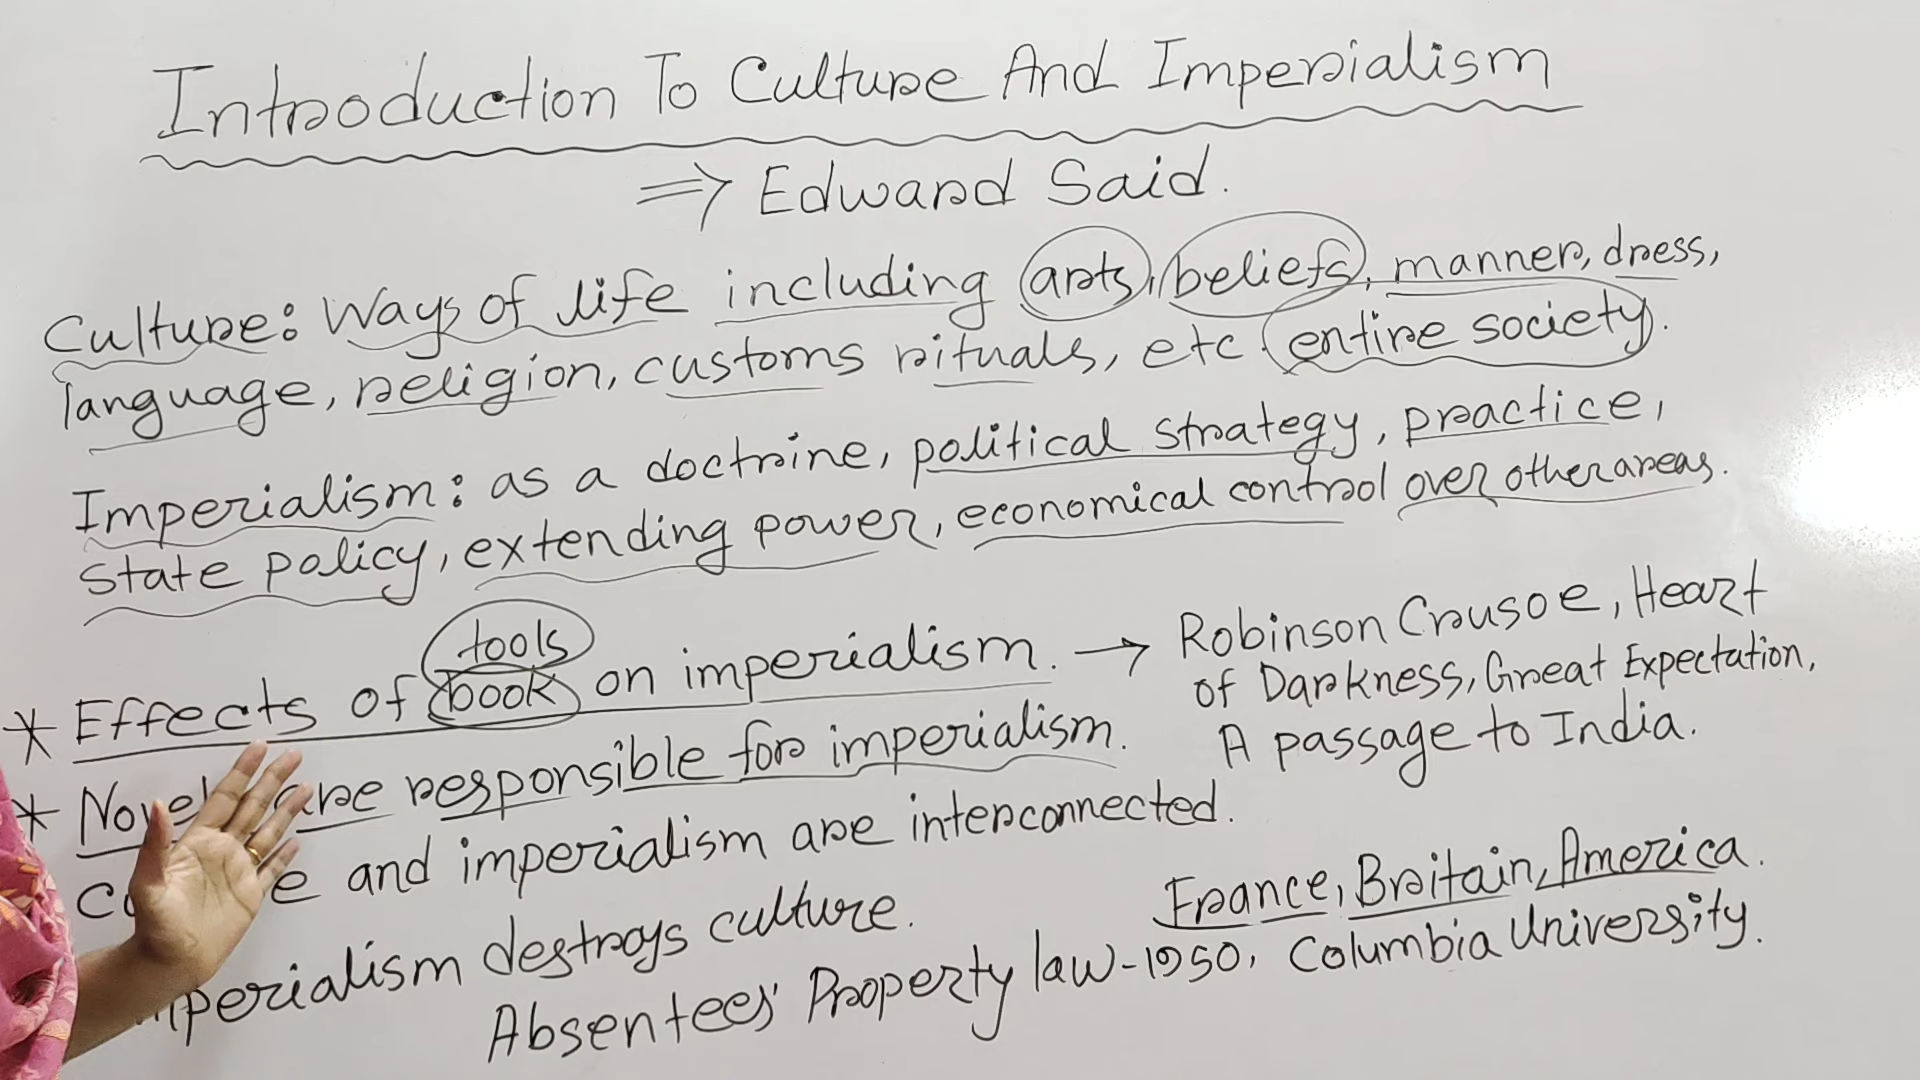 Introduction To Culture And Imperialism
⇒ Edward Said.
Culture: Ways of life including arts, beliefs, manner, dress,
language, religion, customs rituals, etc. entire society.
Imperialism: as a doctrine, political strategy, practice,
state policy, extending power, economical control over other areas.
tools
* Effects of book on imperialism. → Robinson Crusoe, Heart
of Darkness, Great Expectation,
A passage to India.
* Novel are responsible for imperialism.
and imperialism are interconnected.
perialism destroys culture.
France, Britain, America.
Absentees' Property law-1950, Columbia University.